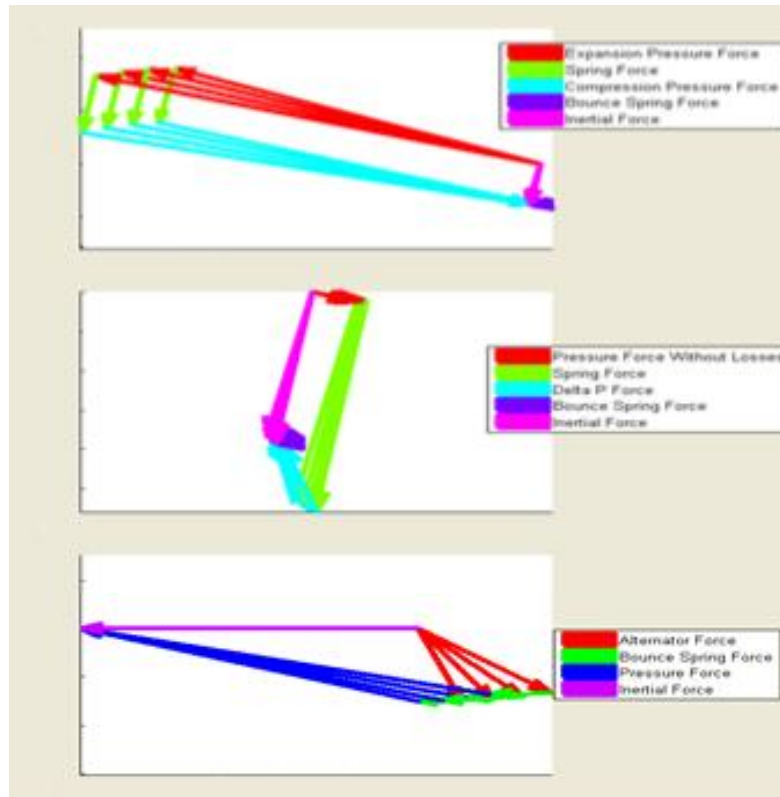 Expansion Pressure Force
Spring Force
Compression Pressure Force
Bounce Spring Force
Inertial Force
Pressure Force Without Losses
Spring Force
Delta P Force
Bounce Spring Force
Inertial Force
Alternator Force
Bounce Spring Force
Pressure Force
Inertial Force